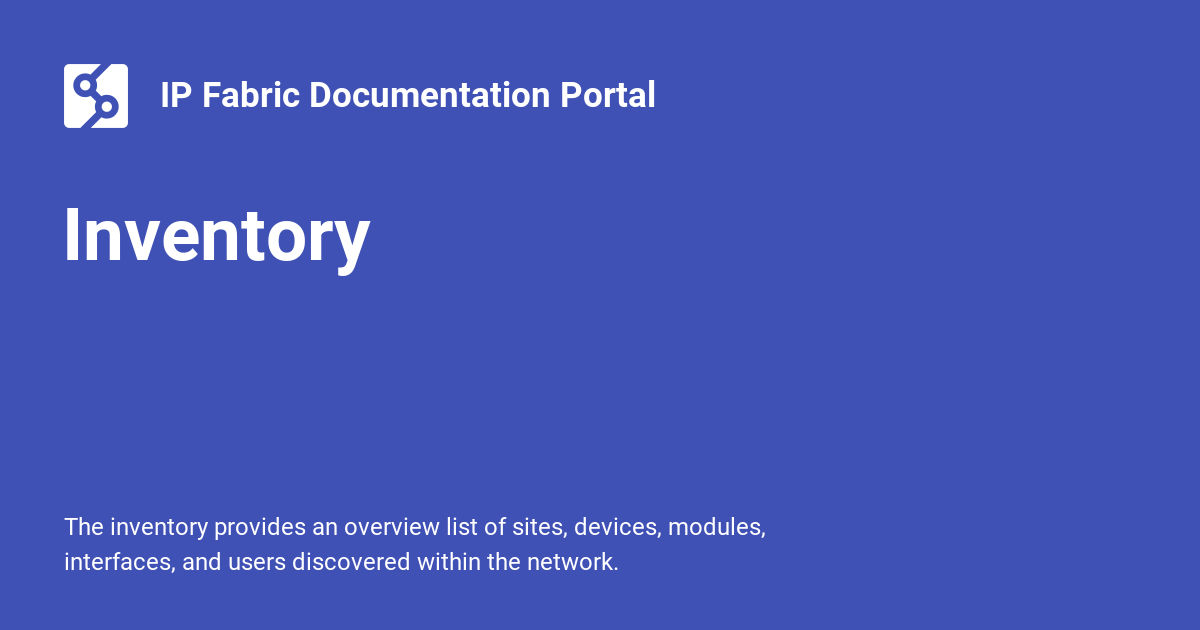 IP Fabric Documentation Portal
Inventory
The inventory provides an overview list of sites, devices, modules,
interfaces, and users discovered within the network.